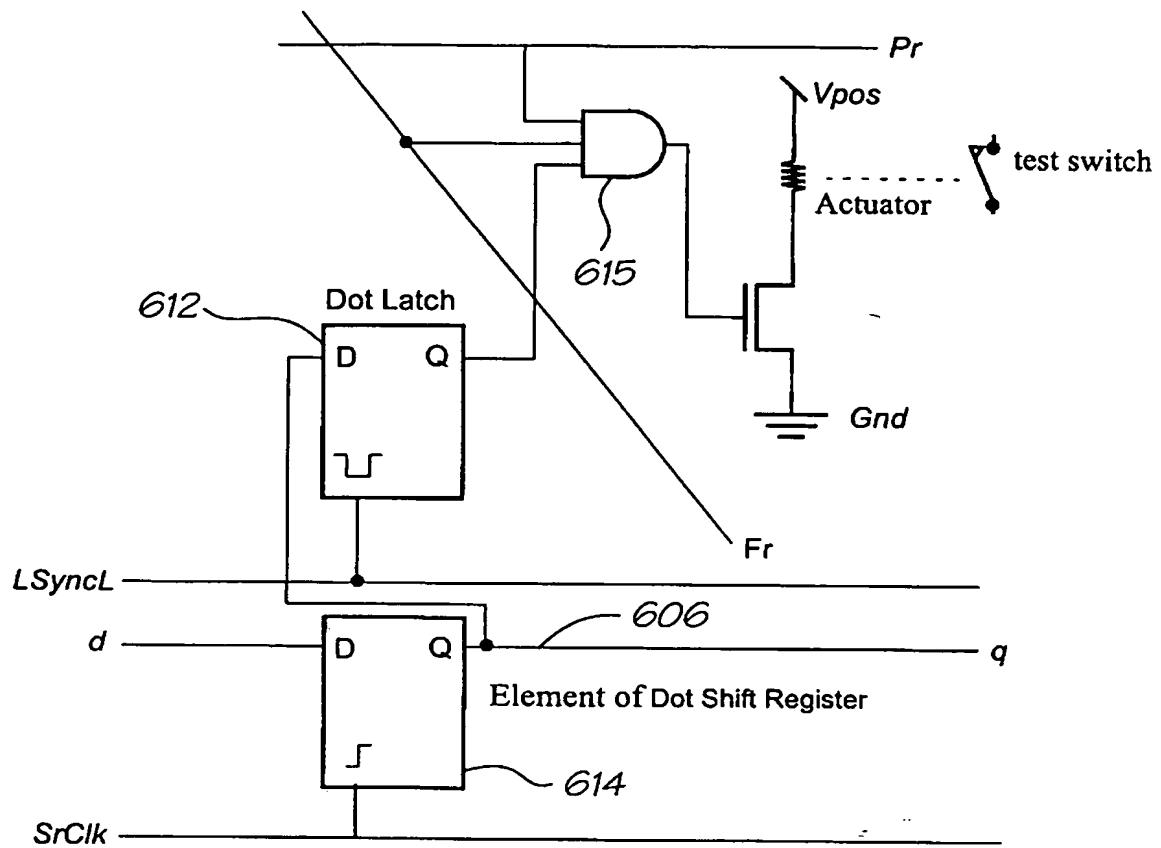 Pr
Vpos
test switch
Actuator
615
612
Dot Latch
D Q
Gnd
Fr
LSyncL
606
d
D Q
q
Element of Dot Shift Register
614
SrClk